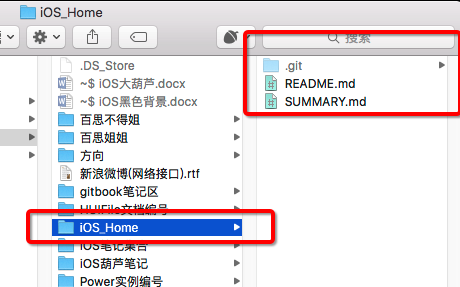 iOS_Home
搜索
.DS_Store
~$ iOS大葫芦.docx
~$ iOS黑色背景.docx
百思不得姐
百思姐姐
方向
新浪微博(网络接口).rtf
gitbook笔记区
HUIFile文档编号
iOS_Home
iOS笔记集合
iOS葫芦笔记
Power实例编号
.git
README.md
SUMMARY.md